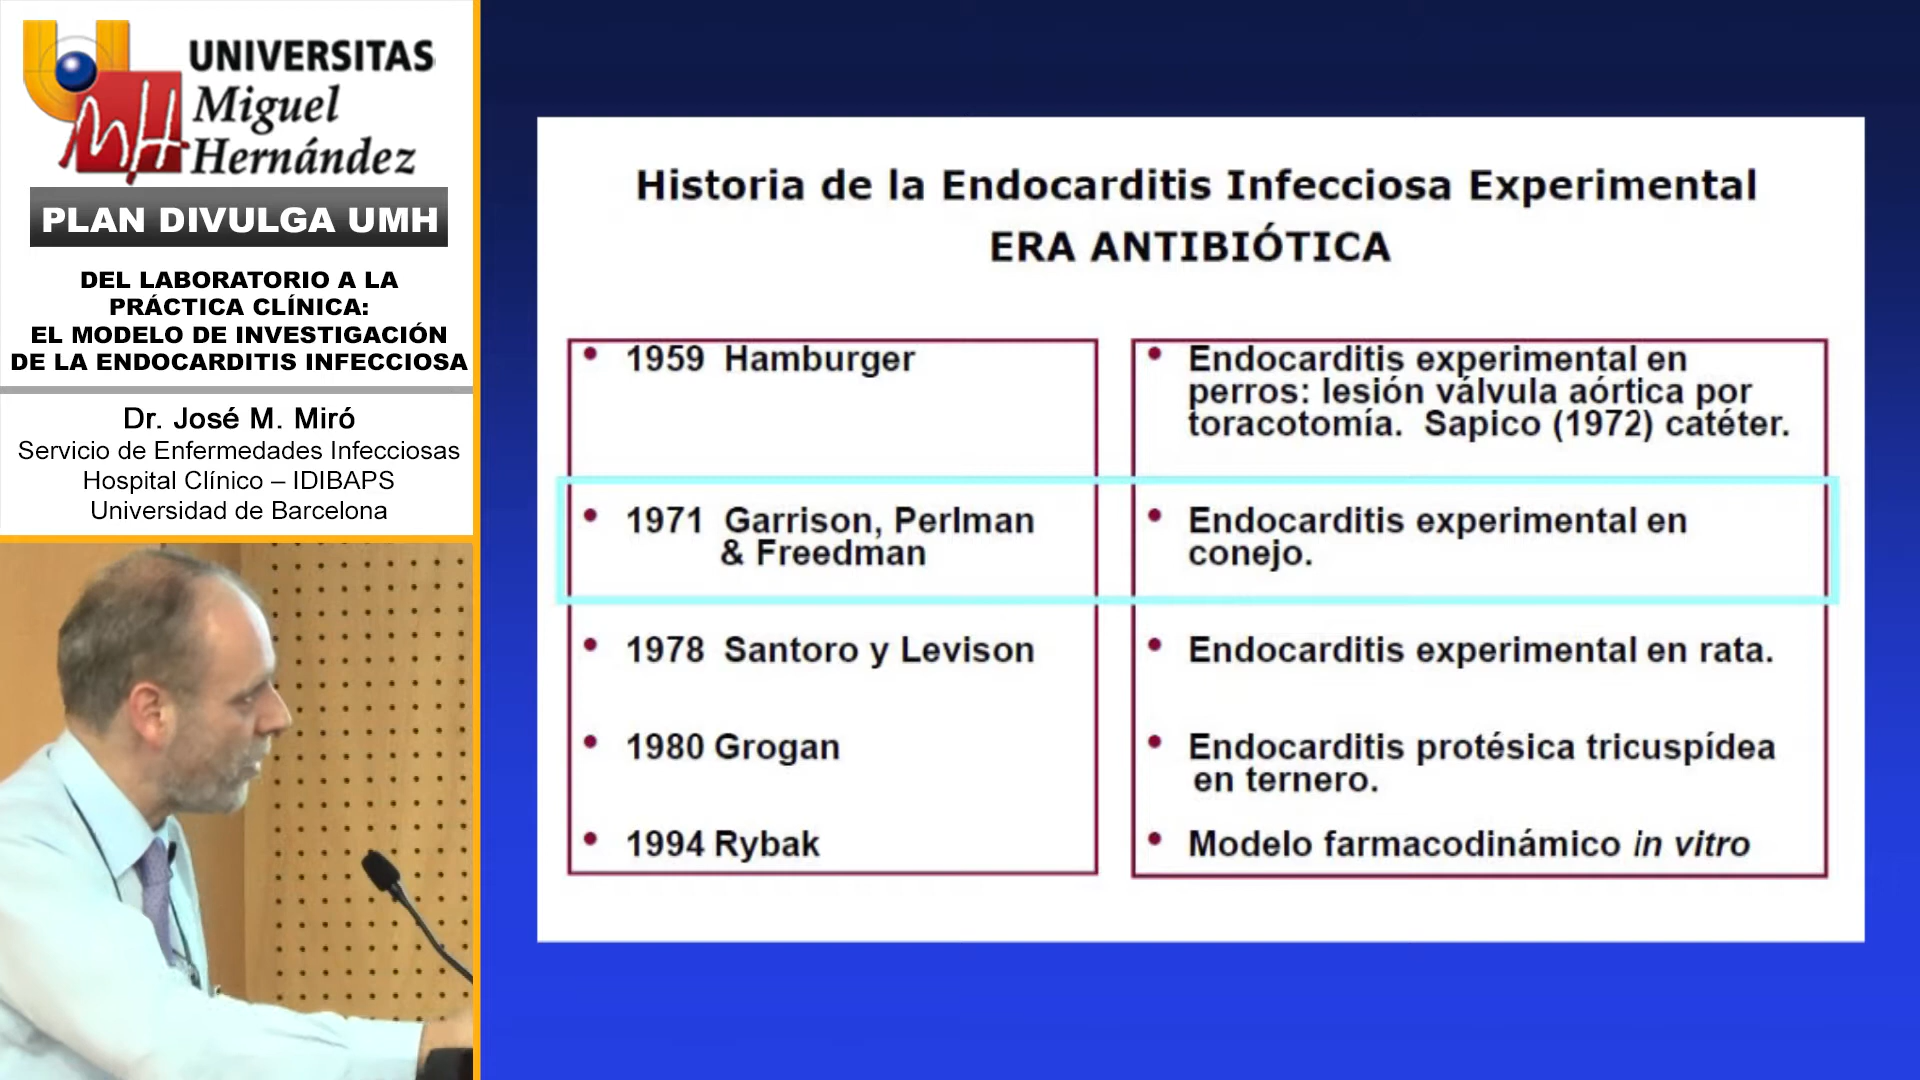 UNIVERSITAS
Miguel
Hernández
PLAN DIVULGA UMH
DEL LABORATORIO A LA
PRÁCTICA CLÍNICA:
EL MODELO DE INVESTIGACIÓN
DE LA ENDOCARDITIS INFECCIOSA
Dr. José M. Miró
Servicio de Enfermedades Infecciosas
Hospital Clínico – IDIBAPS
Universidad de Barcelona
Historia de la Endocarditis Infecciosa Experimental
ERA ANTIBIÓTICA
• 1959 Hamburger
• Endocarditis experimental en
perros: lesión válvula aórtica por
toracotomía. Sapico (1972) catéter.
• 1971 Garrison, Perlman
& Freedman
• Endocarditis experimental en
conejo.
• 1978 Santoro y Levison
• Endocarditis experimental en rata.
• 1980 Grogan
• Endocarditis protésica tricuspídea
en ternero.
• 1994 Rybak
• Modelo farmacodinámico in vitro